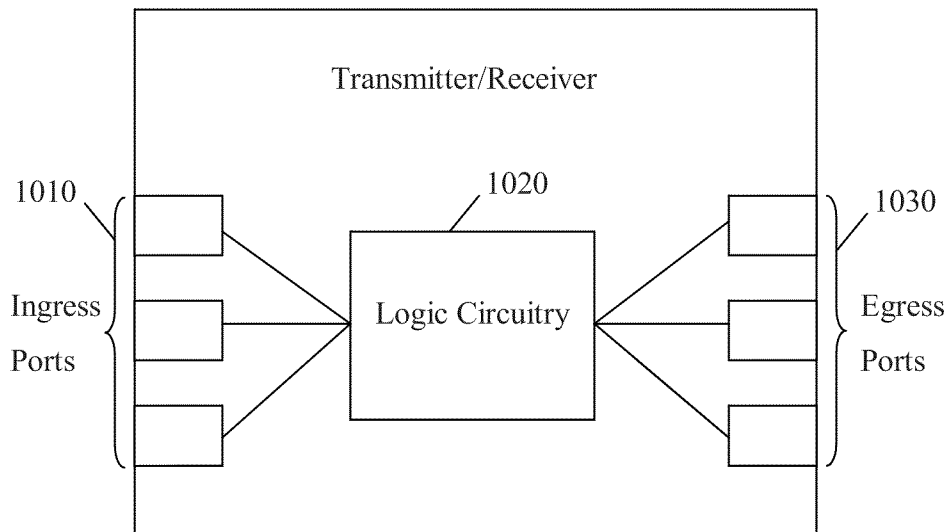 Transmitter/Receiver
1010
1020
1030
Ingress
Ports
Logic Circuitry
Egress
Ports